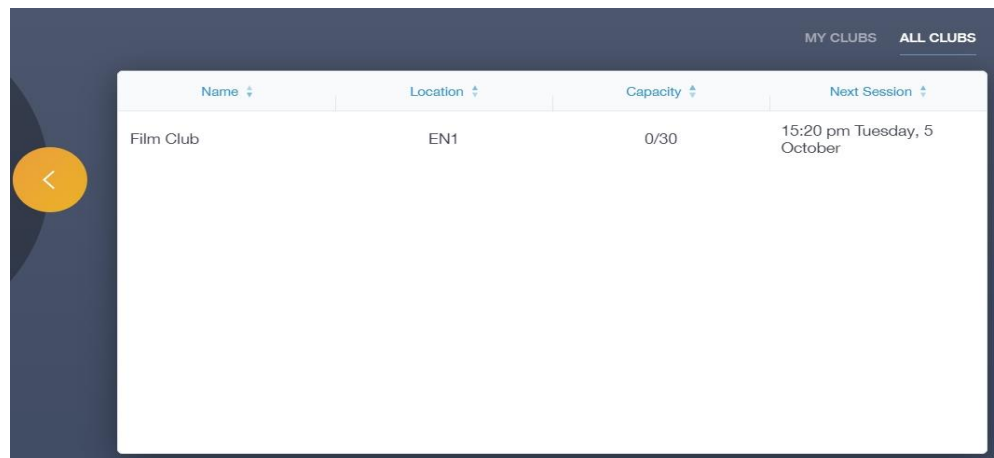 MY CLUBS ALL CLUBS
Name Location Capacity Next Session
Film Club EN1 0/30 15:20 pm Tuesday, 5
October